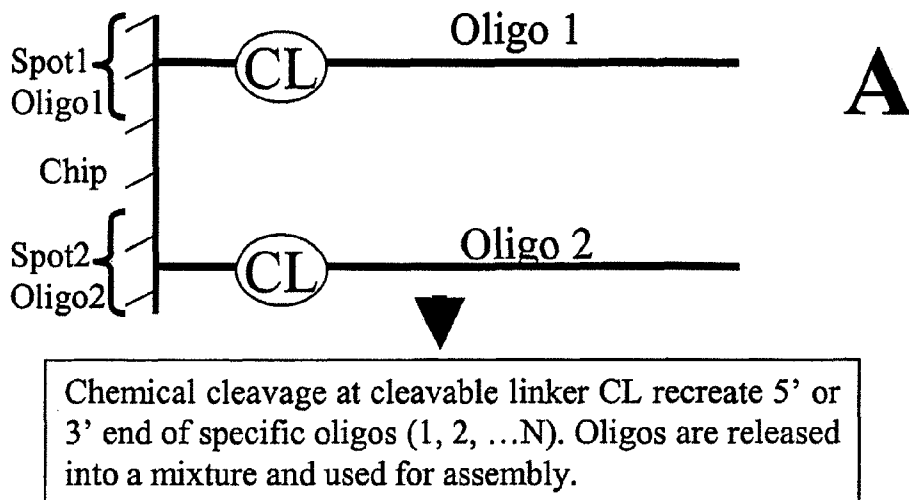 Oligo 1
Spot1
CL
A
Oligo1
Chip
Spot2
Oligo 2
CL
Oligo2
Chemical cleavage at cleavable linker CL recreate 5’ or
3’ end of specific oligos (1, 2, ...N). Oligos are released
into a mixture and used for assembly.